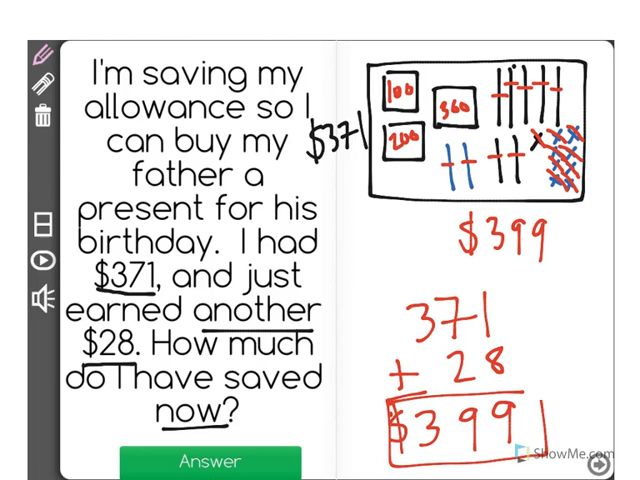 I'm saving my
allowance so I
can buy my
father a
present for his
birthday. I had
$371, and just
earned another
$28. How much
do I have saved
now?
Answer
$371
100
200
300
$399
371
+ 28
$399
ShowMe.com